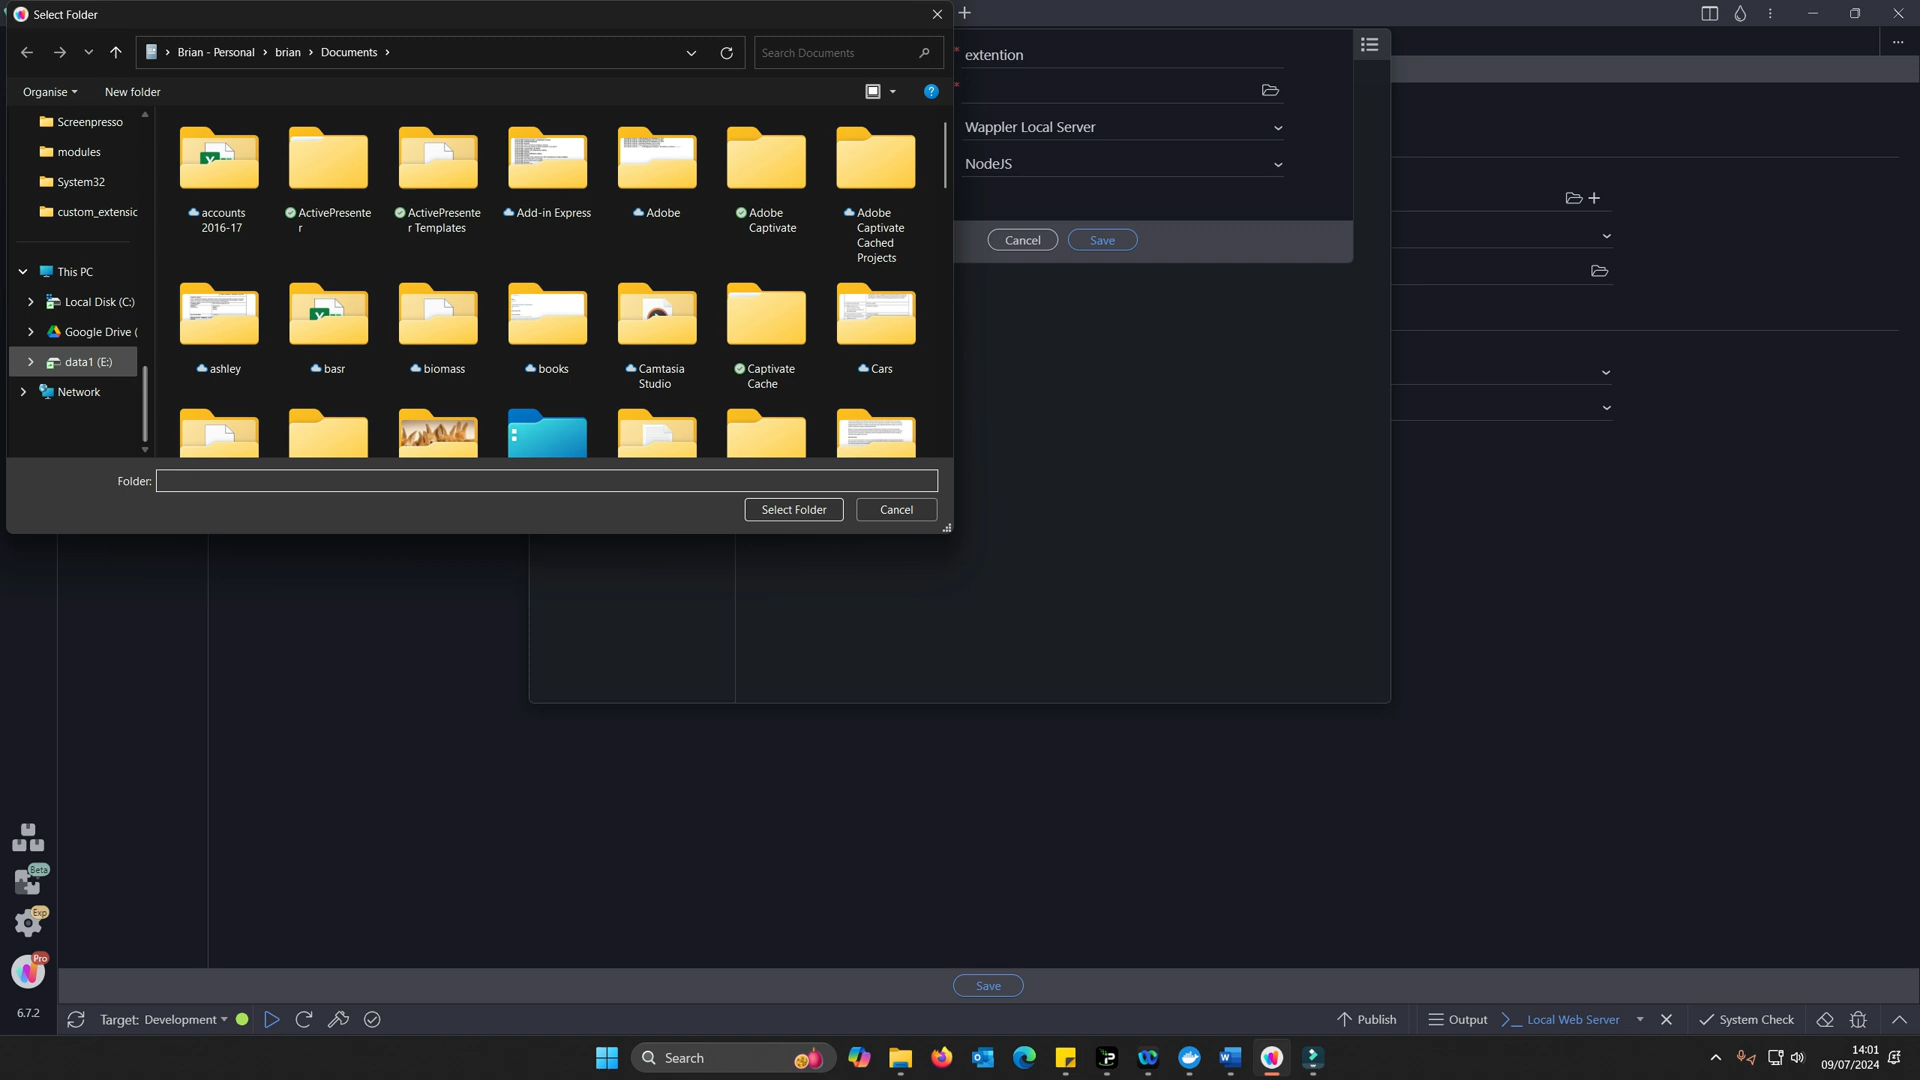 Select Folder
Brian - Personal
brian
Documents
Search Documents
Organise
New folder
Screenpresso
modules
System32
custom_extensic
This PC
Local Disk (C:)
Google Drive (
data1 (E:)
Network
accounts
2016-17
ActivePresente
r
ActivePresente
r Templates
Add-in Express
Adobe
Adobe
Captivate
Adobe
Captivate
Cached
Projects
ashley
basr
biomass
books
Camtasia
Studio
Captivate
Cache
Cars
Folder:
Select Folder
Cancel
* extention
*
Wappler Local Server
NodeJS
Cancel
Save
Beta
Exp
Pro
6.7.2
Save
Target: Development
Publish
Output
Local Web Server
System Check
Search
14:01
09/07/2024